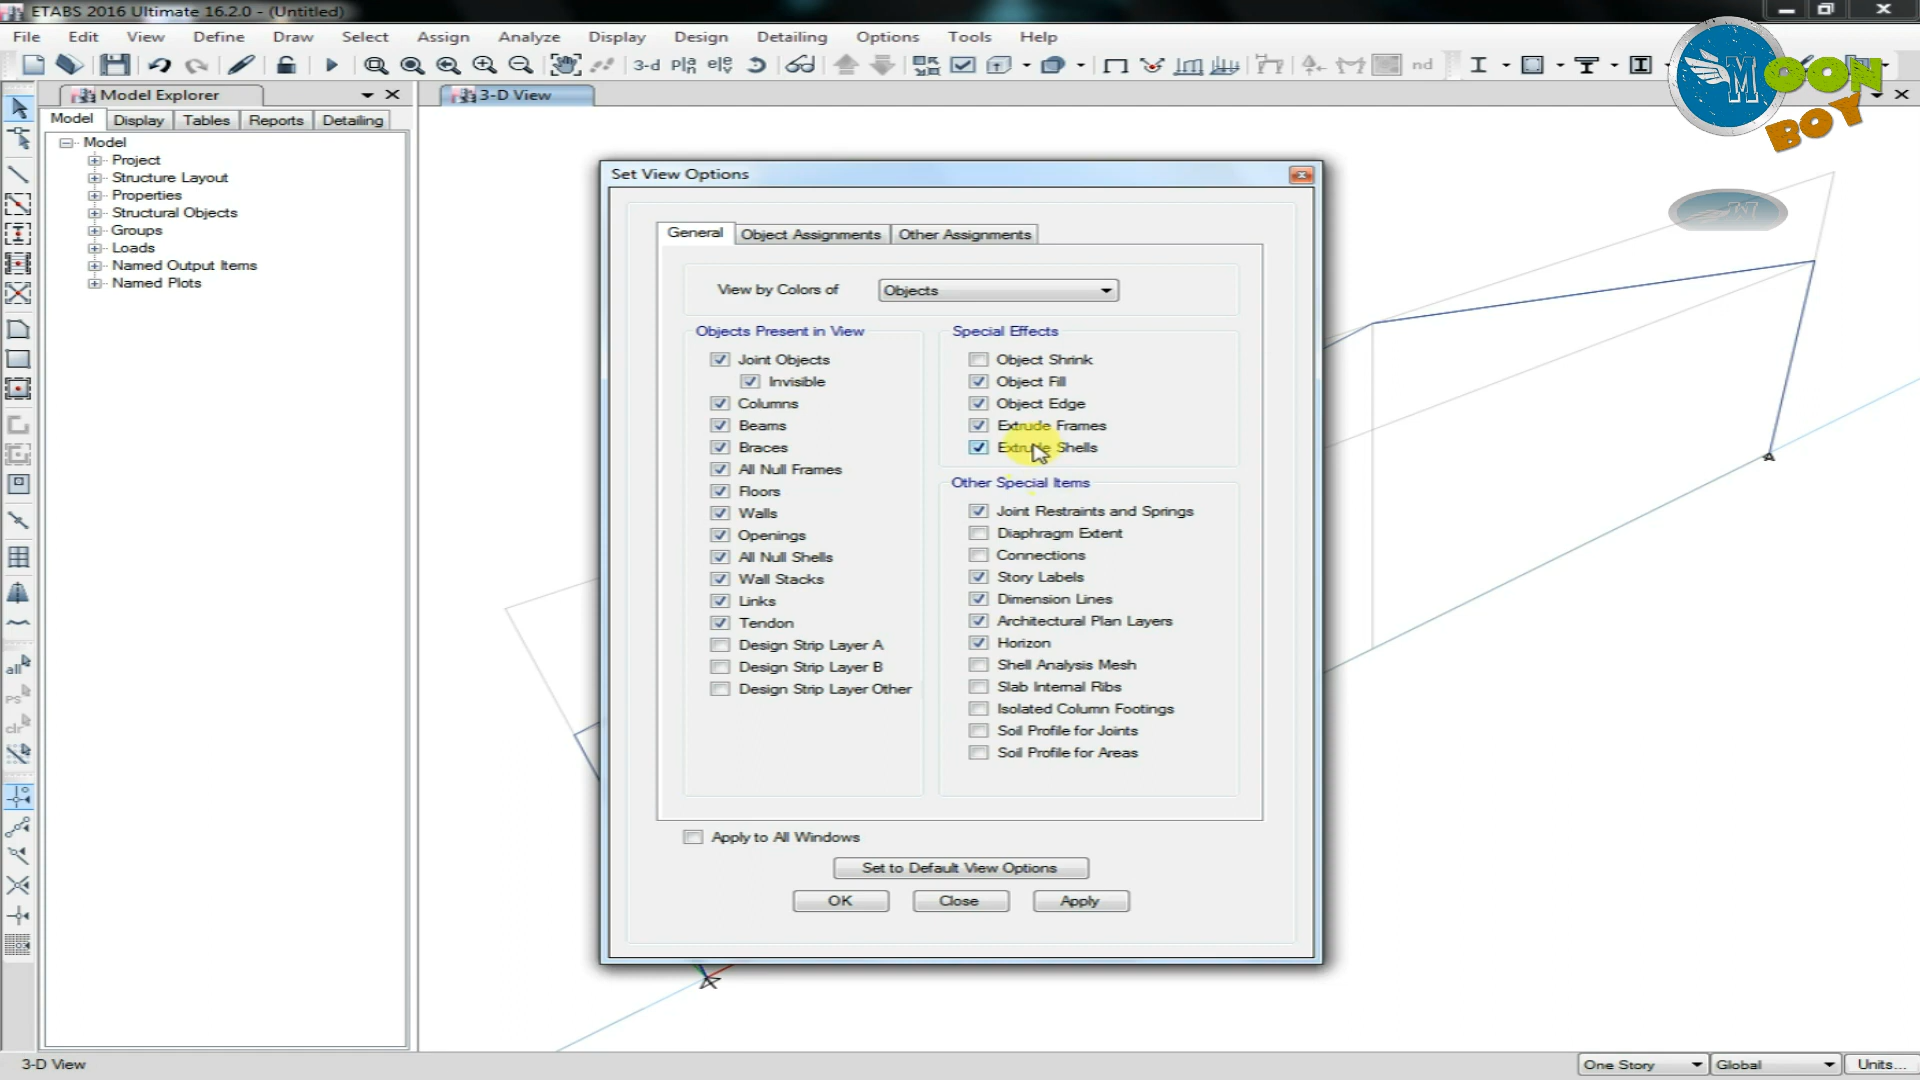 ETABS 2016 Ultimate 16.2.0 - (Untitled)
File Edit View Define Draw Select Assign Analyze Display Design Detailing Options Tools Help
3-d pla ele nd
MOON BOY
Model Explorer
3-D View
Model Display Tables Reports Detailing
Model
Project
Structure Layout
Properties
Structural Objects
Groups
Loads
Named Output Items
Named Plots
all
ps
clr
Set View Options
General Object Assignments Other Assignments
View by Colors of Objects
Objects Present in View
Joint Objects
Invisible
Columns
Beams
Braces
All Null Frames
Floors
Walls
Openings
All Null Shells
Wall Stacks
Links
Tendon
Design Strip Layer A
Design Strip Layer B
Design Strip Layer Other
Special Effects
Object Shrink
Object Fill
Object Edge
Extrude Frames
Extrude Shells
Other Special Items
Joint Restraints and Springs
Diaphragm Extent
Connections
Story Labels
Dimension Lines
Architectural Plan Layers
Horizon
Shell Analysis Mesh
Slab Internal Ribs
Isolated Column Footings
Soil Profile for Joints
Soil Profile for Areas
Apply to All Windows
Set to Default View Options
OK Close Apply
3-D View One Story Global Units...